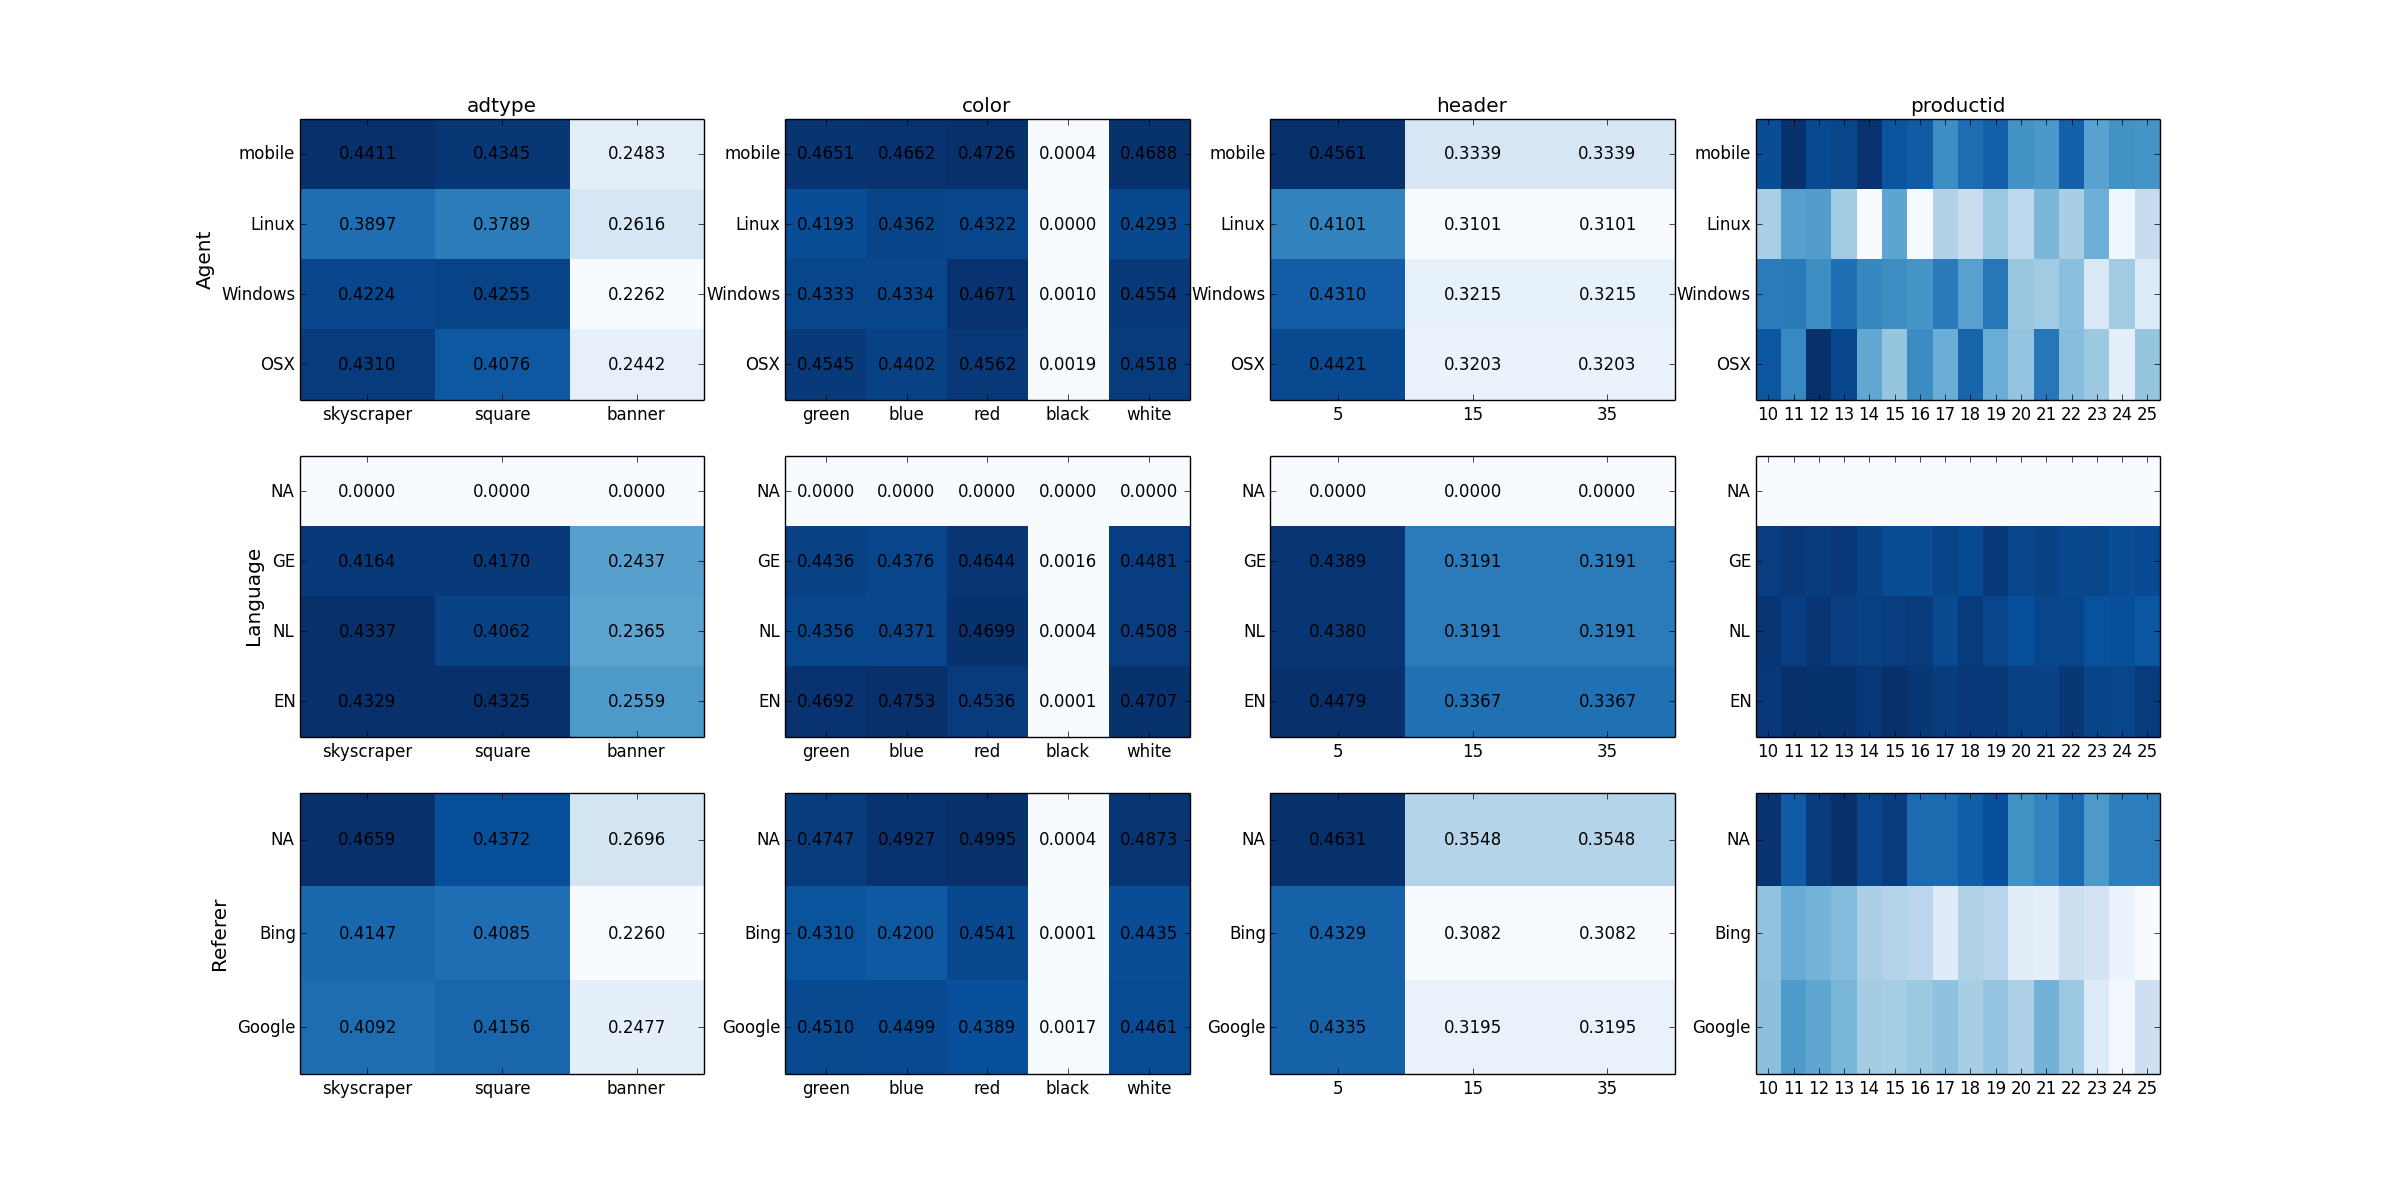 adtype color header productid
mobile 0.4411 0.4345 0.2483 mobile 0.4651 0.4662 0.4726 0.0004 0.4688 mobile 0.4561 0.3339 0.3339 mobile
Linux 0.3897 0.3789 0.2616 Linux 0.4193 0.4362 0.4322 0.0000 0.4293 Linux 0.4101 0.3101 0.3101 Linux
Agent
Windows 0.4224 0.4255 0.2262 Windows 0.4333 0.4334 0.4671 0.0010 0.4554 Windows 0.4310 0.3215 0.3215 Windows
OSX 0.4310 0.4076 0.2442 OSX 0.4545 0.4402 0.4562 0.0019 0.4518 OSX 0.4421 0.3203 0.3203 OSX
skyscraper square banner green blue red black white 5 15 35 10 11 12 13 14 15 16 17 18 19 20 21 22 23 24 25
NA 0.0000 0.0000 0.0000 NA 0.0000 0.0000 0.0000 0.0000 0.0000 NA 0.0000 0.0000 0.0000 NA
GE 0.4164 0.4170 0.2437 GE 0.4436 0.4376 0.4644 0.0016 0.4481 GE 0.4389 0.3191 0.3191 GE
Language
NL 0.4337 0.4062 0.2365 NL 0.4356 0.4371 0.4699 0.0004 0.4508 NL 0.4380 0.3191 0.3191 NL
EN 0.4329 0.4325 0.2559 EN 0.4692 0.4753 0.4536 0.0001 0.4707 EN 0.4479 0.3367 0.3367 EN
skyscraper square banner green blue red black white 5 15 35 10 11 12 13 14 15 16 17 18 19 20 21 22 23 24 25
NA 0.4659 0.4372 0.2696 NA 0.4747 0.4927 0.4995 0.0004 0.4873 NA 0.4631 0.3548 0.3548 NA
Referer
Bing 0.4147 0.4085 0.2260 Bing 0.4310 0.4200 0.4541 0.0001 0.4435 Bing 0.4329 0.3082 0.3082 Bing
Google 0.4092 0.4156 0.2477 Google 0.4510 0.4499 0.4389 0.0017 0.4461 Google 0.4335 0.3195 0.3195 Google
skyscraper square banner green blue red black white 5 15 35 10 11 12 13 14 15 16 17 18 19 20 21 22 23 24 25